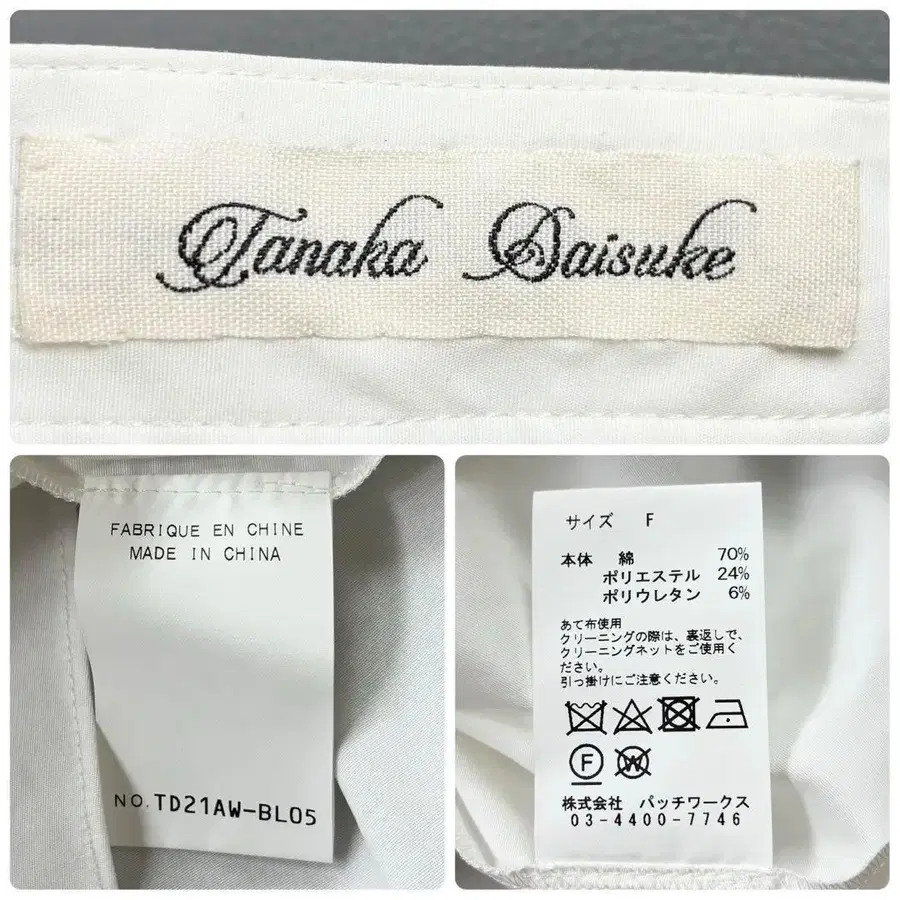 Tanaka Daisuke
FABRIQUE EN CHINE
MADE IN CHINA
NO. TD21AW-BL05
サイズ F
本体 綿 70%
ポリエステル 24%
ポリウレタン 6%
あて布使用
クリーニングの際は、裏返しで、
クリーニングネットをご使用く
ださい。
引っ掛けにご注意ください。
F W
株式会社 パッチワークス
03-4400-7746